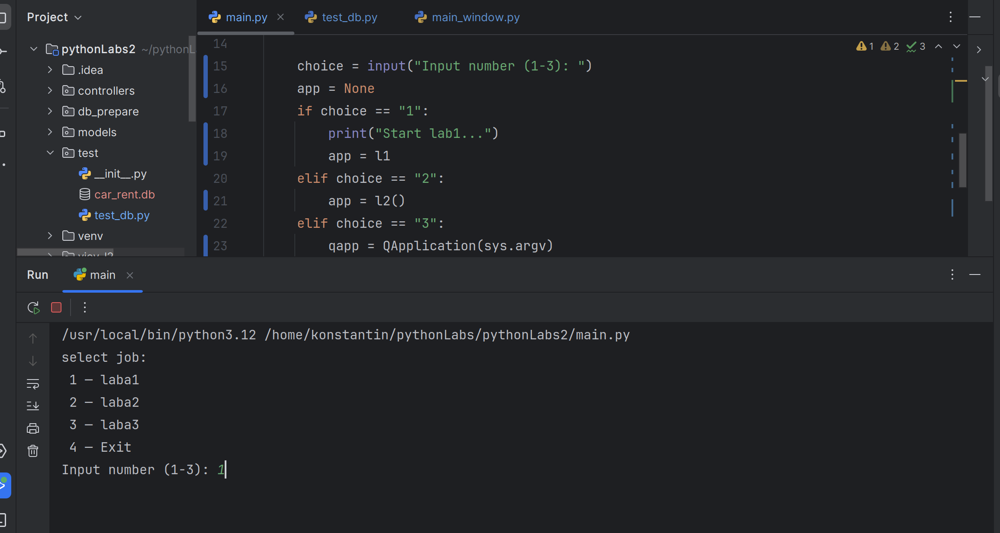 Project
main.py
test_db.py
main_window.py
pythonLabs2 ~/pythonL
.idea
controllers
db_prepare
models
test
__init__.py
car_rent.db
test_db.py
venv
1 2 3
14
15 choice = input("Input number (1-3): ")
16 app = None
17 if choice == "1":
18 print("Start lab1...")
19 app = l1
20 elif choice == "2":
21 app = l2()
22 elif choice == "3":
23 qapp = QApplication(sys.argv)
Run main
/usr/local/bin/python3.12 /home/konstantin/pythonLabs/pythonLabs2/main.py
select job:
1 — laba1
2 — laba2
3 — laba3
4 — Exit
Input number (1-3): 1